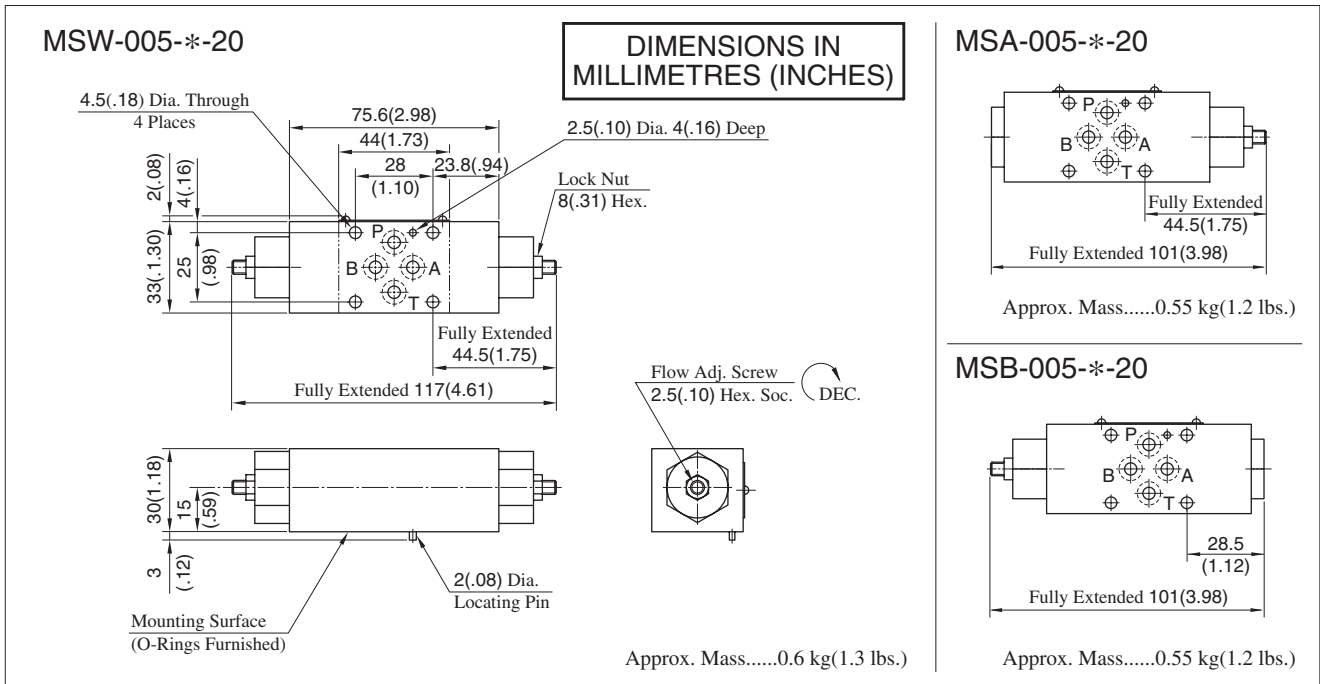 MSW-005-*-20
DIMENSIONS IN
MILLIMETRES (INCHES)
4.5(.18) Dia. Through
4 Places
75.6(2.98)
44(1.73)
28
(1.10)
23.8(.94)
2.5(.10) Dia. 4(.16) Deep
Lock Nut
8(.31) Hex.
2(.08)
4(.16)
33(.1.30)
25
(.98)
P
B
A
T
Fully Extended
44.5(1.75)
Fully Extended 117(4.61)
Flow Adj. Screw
2.5(.10) Hex. Soc.
DEC.
30(1.18)
15
(.59)
3
(.12)
2(.08) Dia.
Locating Pin
Mounting Surface
(O-Rings Furnished)
Approx. Mass......0.6 kg(1.3 lbs.)
MSA-005-*-20
P
B
A
T
Fully Extended
44.5(1.75)
Fully Extended 101(3.98)
Approx. Mass......0.55 kg(1.2 lbs.)
MSB-005-*-20
P
B
A
T
28.5
(1.12)
Fully Extended 101(3.98)
Approx. Mass......0.55 kg(1.2 lbs.)